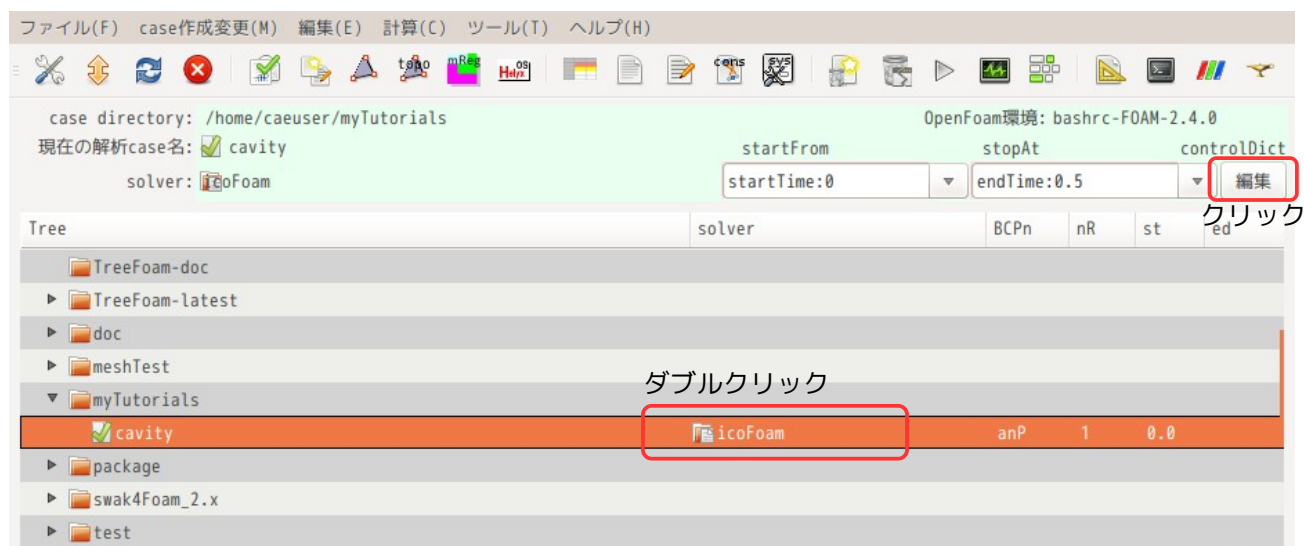 ファイル(F) case作成変更(M) 編集(E) 計算(C) ツール(T) ヘルプ(H)
topo mReg Helyx OS cons sys
case directory: /home/caeuser/myTutorials OpenFoam環境: bashrc-FOAM-2.4.0
現在の解析case名: cavity startFrom stopAt controlDict
solver: icoFoam startTime:0 endTime:0.5 編集
クリック
Tree solver BCPn nR st ed
TreeFoam-doc
TreeFoam-latest
doc
meshTest
ダブルクリック
myTutorials
cavity icoFoam anP 1 0.0
package
swak4Foam_2.x
test